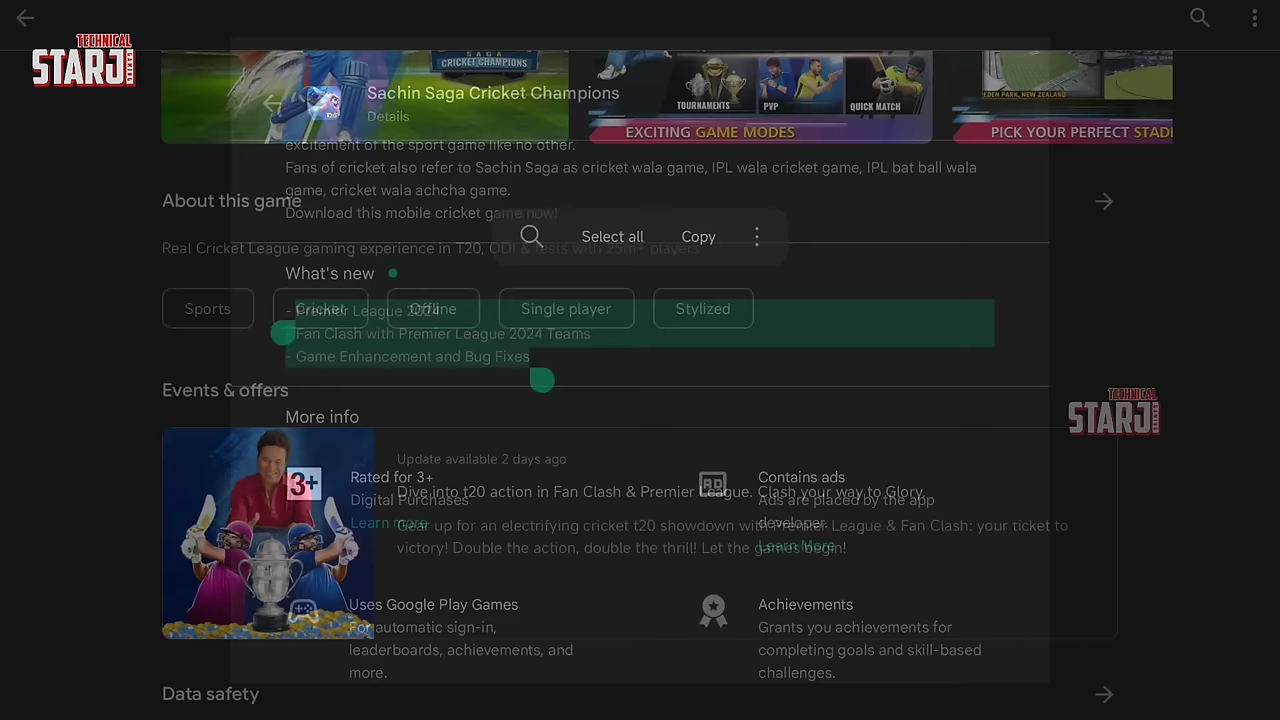 TECHNICAL
STARJ
GAMES
SAGA
CRICKET CHAMPIONS
TOURNAMENTS
PVP
QUICK MATCH
EDEN PARK, NEW ZEALAND
EXCITING GAME MODES
PICK YOUR PERFECT STADI
Sachin Saga Cricket Champions
Details
excitement of the sport game like no other.
Fans of cricket also refer to Sachin Saga as cricket wala game, IPL wala cricket game, IPL bat ball wala
game, cricket wala achcha game.
Download this mobile cricket game now!
About this game
Real Cricket League gaming experience in T20, ODI & tests with 25m+ players
Select all
Copy
What's new
Sports
Cricket
Offline
Single player
Stylized
- Premier League 2024
- Fan Clash with Premier League 2024 Teams
- Game Enhancement and Bug Fixes
Events & offers
More info
TECHNICAL
STARJ
GAMES
Update available 2 days ago
Dive into t20 action in Fan Clash & Premier League. Clash your way to Glory.
Gear up for an electrifying cricket t20 showdown with Premier League & Fan Clash: your ticket to
victory! Double the action, double the thrill! Let the games begin!
3+
Rated for 3+
Digital Purchases
Learn more
AD
Contains ads
Ads are placed by the app
developer.
Learn More
Uses Google Play Games
For automatic sign-in,
leaderboards, achievements, and
more.
Achievements
Grants you achievements for
completing goals and skill-based
challenges.
Data safety